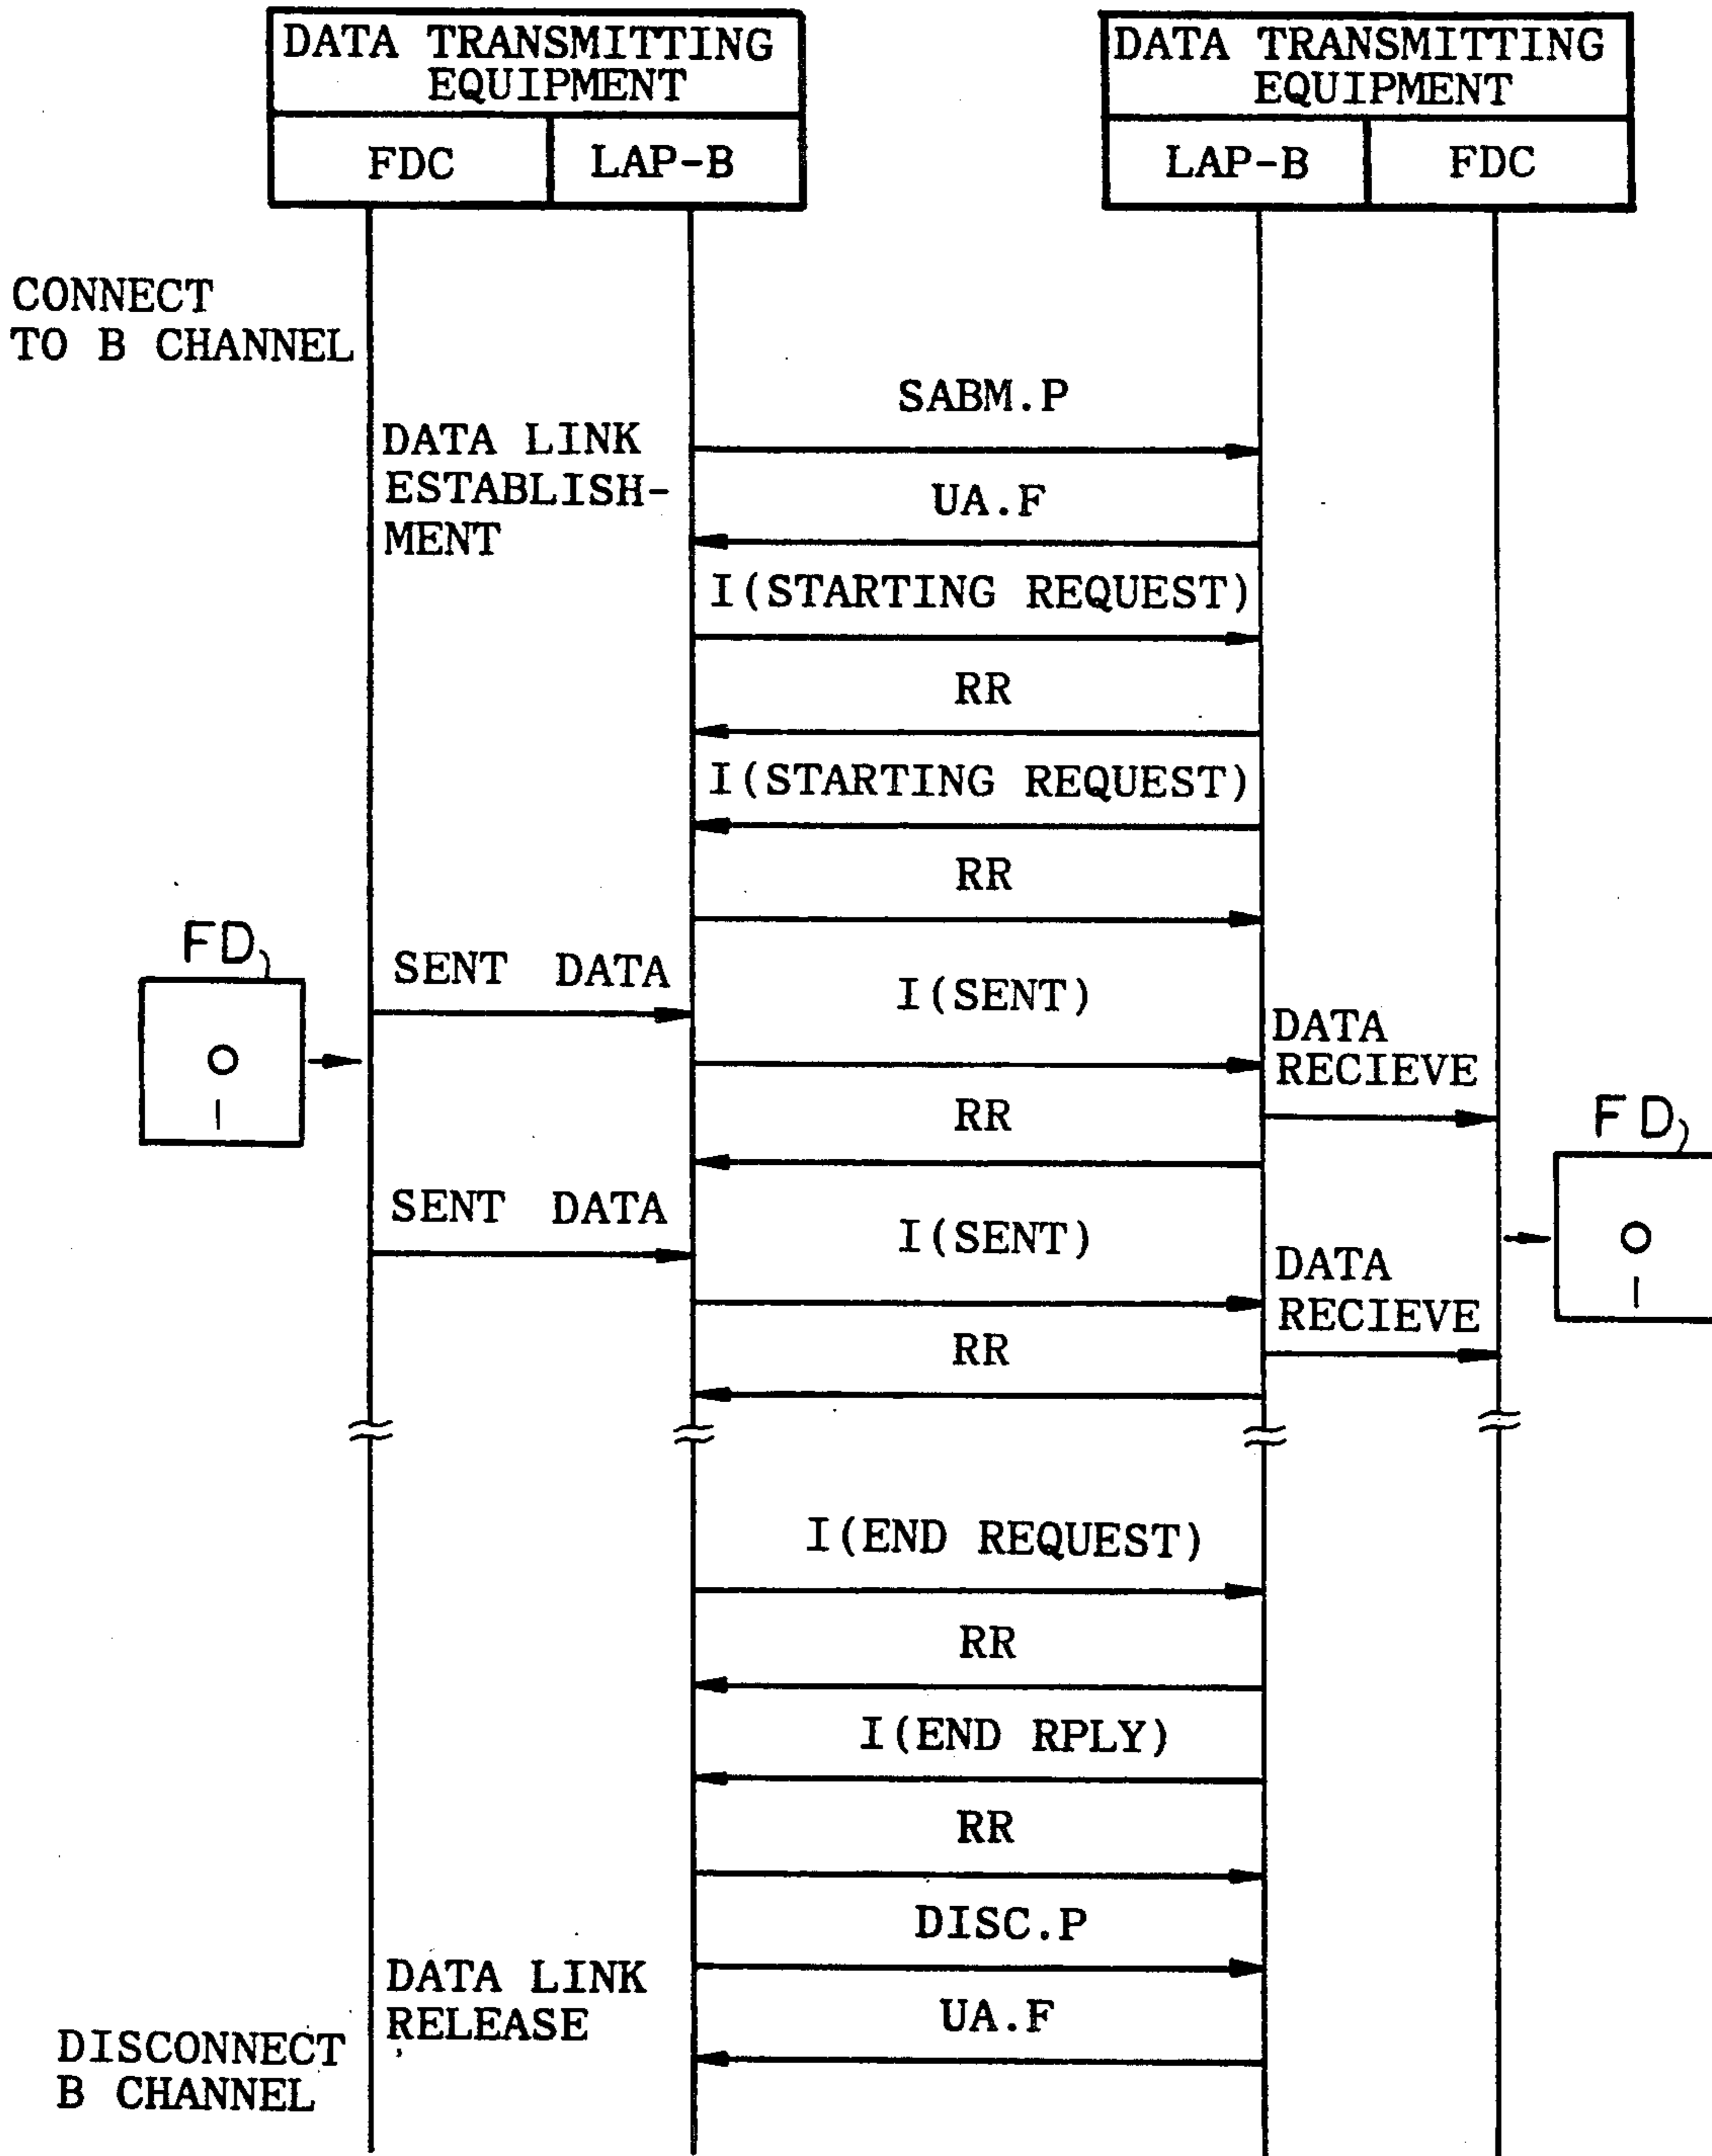 DATA TRANSMITTING
EQUIPMENT
FDC
LAP-B
DATA TRANSMITTING
EQUIPMENT
LAP-B
FDC
CONNECT
TO B CHANNEL
SABM.P
DATA LINK
ESTABLISH-
MENT
UA.F
I(STARTING REQUEST)
RR
I(STARTING REQUEST)
RR
FD
SENT DATA
I(SENT)
DATA
RECIEVE
RR
FD
SENT DATA
I(SENT)
DATA
RECIEVE
RR
I(END REQUEST)
RR
I(END RPLY)
RR
DISC.P
DATA LINK
RELEASE
UA.F
DISCONNECT
B CHANNEL